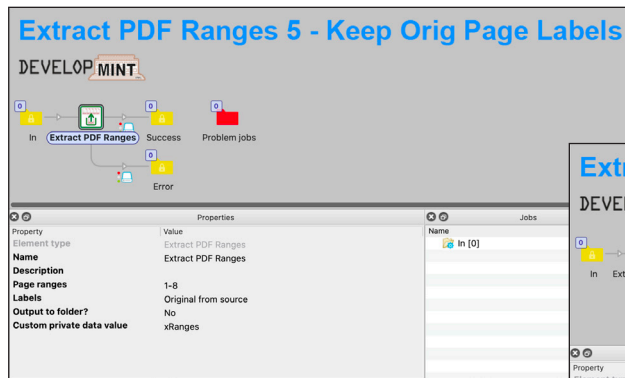 Extract PDF Ranges 5 - Keep Orig Page Labels
DEVELOP MINT
0 0 0
In Extract PDF Ranges Success Problem jobs
0
Error
Properties
Property Value
Element type Extract PDF Ranges
Name Extract PDF Ranges
Description
Page ranges 1-8
Labels Original from source
Output to folder? No
Custom private data value xRanges
Jobs
Name
In [0]
Extr
DEVEL
0
In Ext
Property